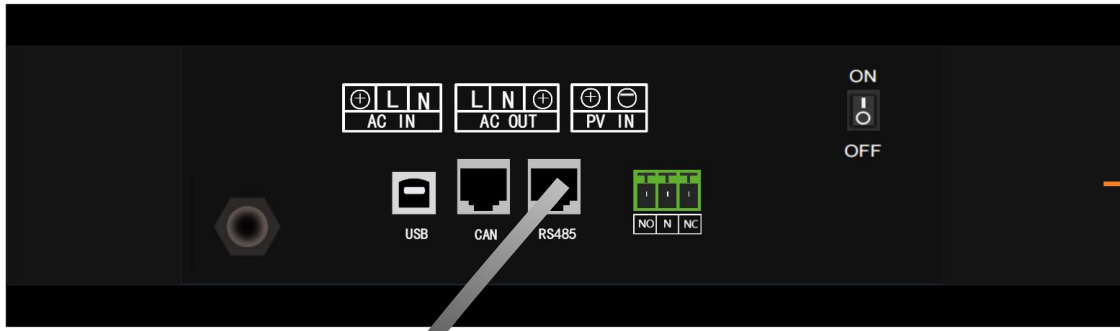 ON
L N
AC IN
L N
AC OUT
PV IN
OFF
USB
CAN
RS485
NO N NC